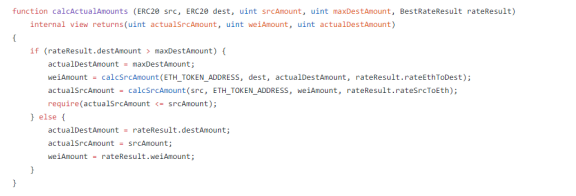 function calcActualAmounts (ERC20 src, ERC20 dest, uint srcAmount, uint maxDestAmount, BestRateResult rateResult)
    internal view returns(uint actualSrcAmount, uint weiAmount, uint actualDestAmount)
{
    if (rateResult.destAmount > maxDestAmount) {
        actualDestAmount = maxDestAmount;
        weiAmount = calcSrcAmount(ETH_TOKEN_ADDRESS, dest, actualDestAmount, rateResult.rateEthToDest);
        actualSrcAmount = calcSrcAmount(src, ETH_TOKEN_ADDRESS, weiAmount, rateResult.rateSrcToEth);
        require(actualSrcAmount <= srcAmount);
    } else {
        actualDestAmount = rateResult.destAmount;
        actualSrcAmount = srcAmount;
        weiAmount = rateResult.weiAmount;
    }
}